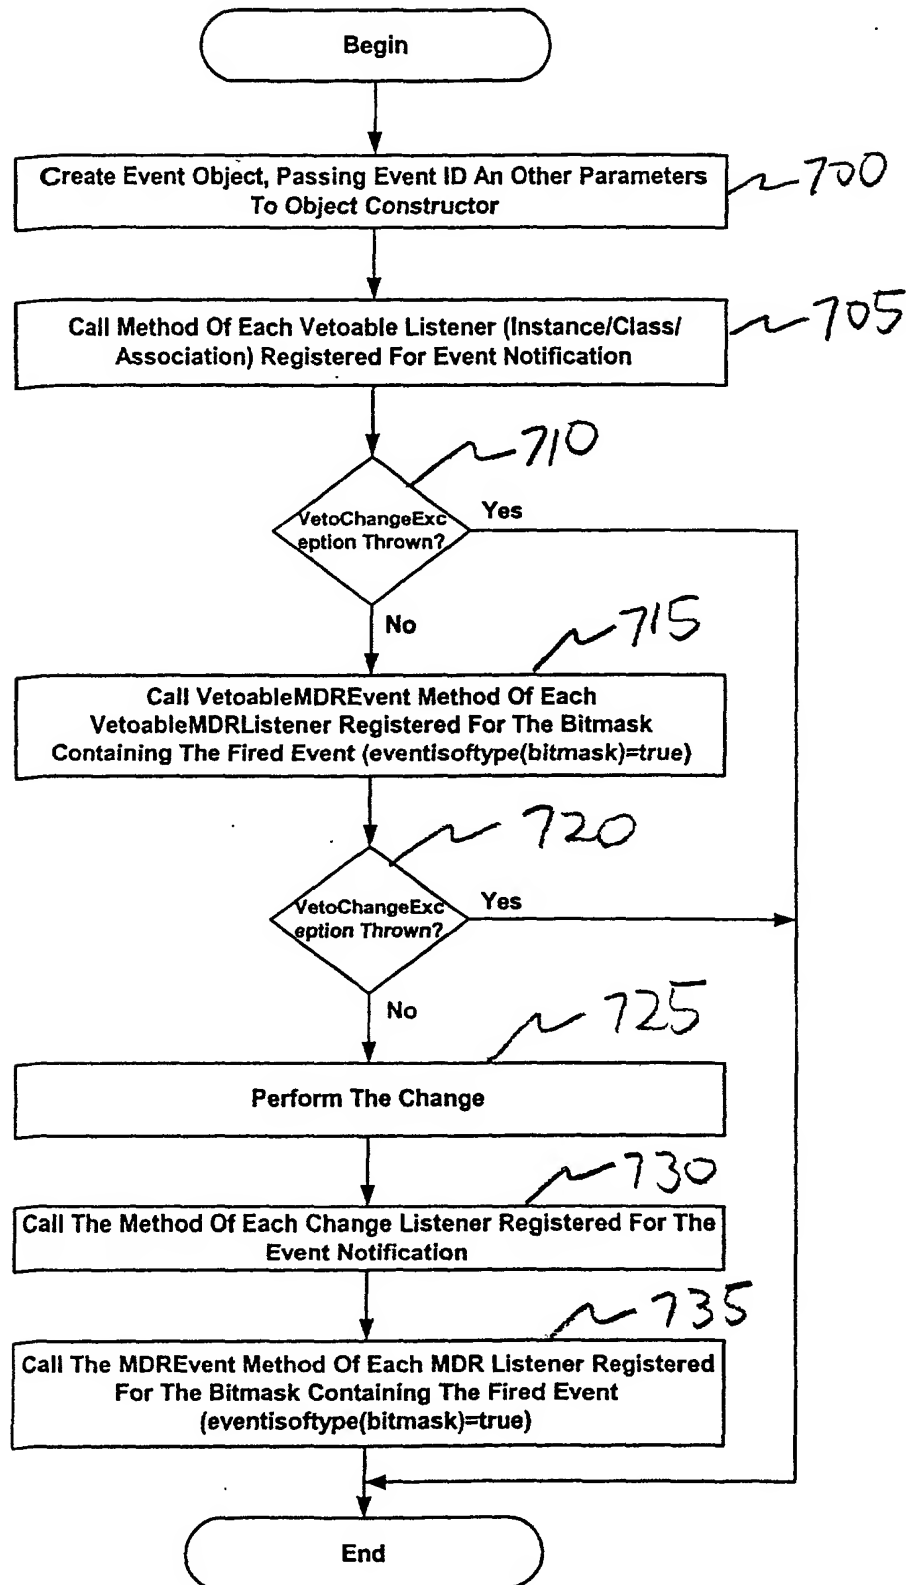 Begin
Create Event Object, Passing Event ID An Other Parameters
To Object Constructor
700
Call Method Of Each Vetoable Listener (Instance/Class/
Association) Registered For Event Notification
705
710
VetoChangeExc
eption Thrown?
Yes
No
715
Call VetoableMDREvent Method Of Each
VetoableMDRListener Registered For The Bitmask
Containing The Fired Event (eventisoftype(bitmask)=true)
720
VetoChangeExc
eption Thrown?
Yes
No
725
Perform The Change
730
Call The Method Of Each Change Listener Registered For The
Event Notification
735
Call The MDREvent Method Of Each MDR Listener Registered
For The Bitmask Containing The Fired Event
(eventisoftype(bitmask)=true)
End